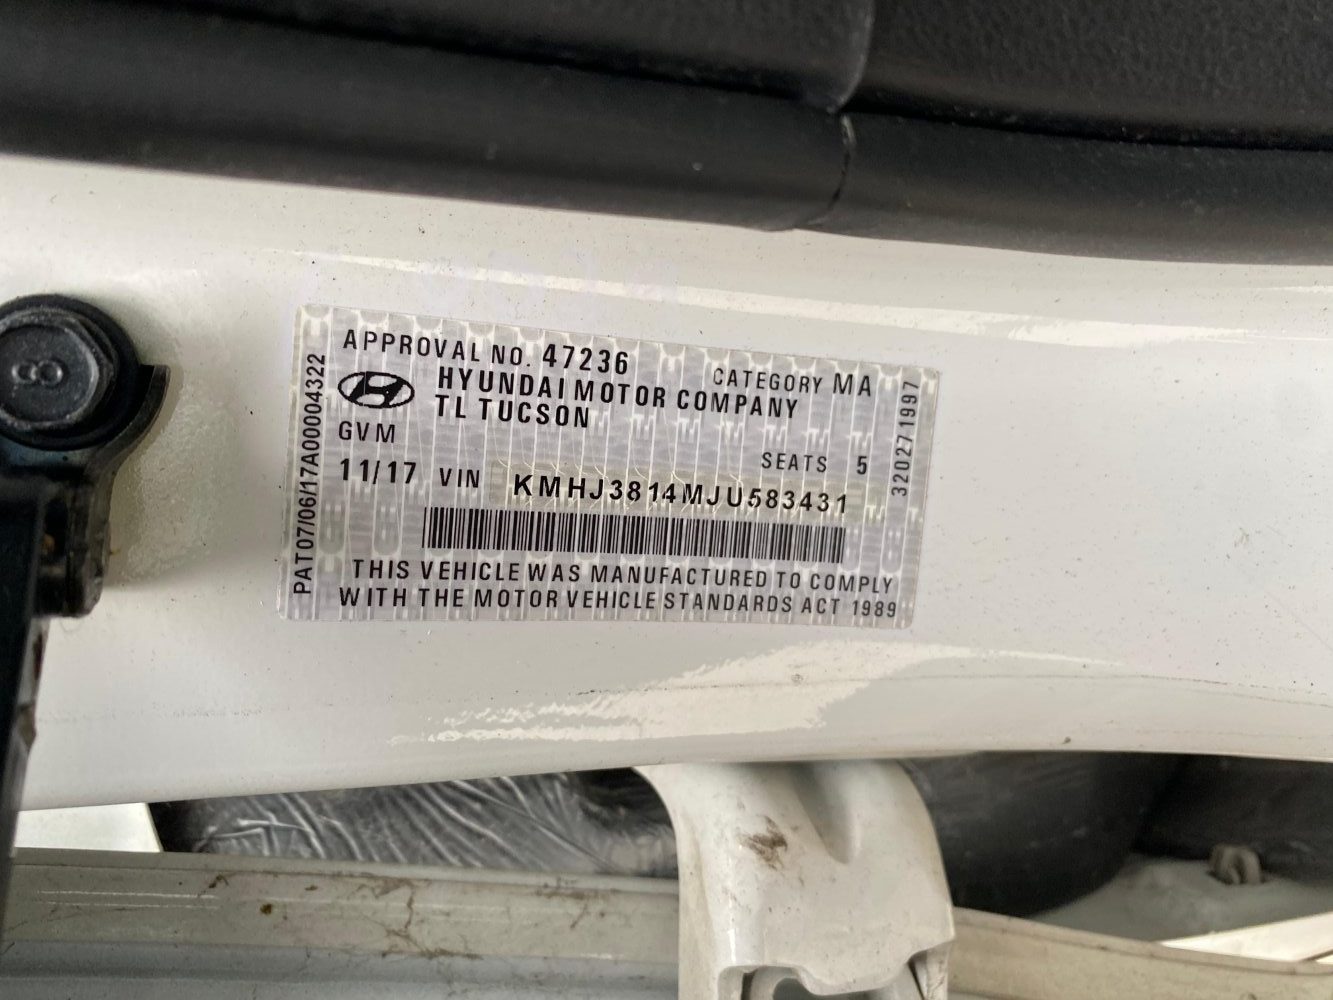 APPROVAL NO. 47236 CATEGORY MA
HYUNDAI MOTOR COMPANY
TL TUCSON
GVM
SEATS 5
11/17 VIN KMHJ3814MJU583431
THIS VEHICLE WAS MANUFACTURED TO COMPLY
WITH THE MOTOR VEHICLE STANDARDS ACT 1989
PAT07/06/17A00004322
320271997
8